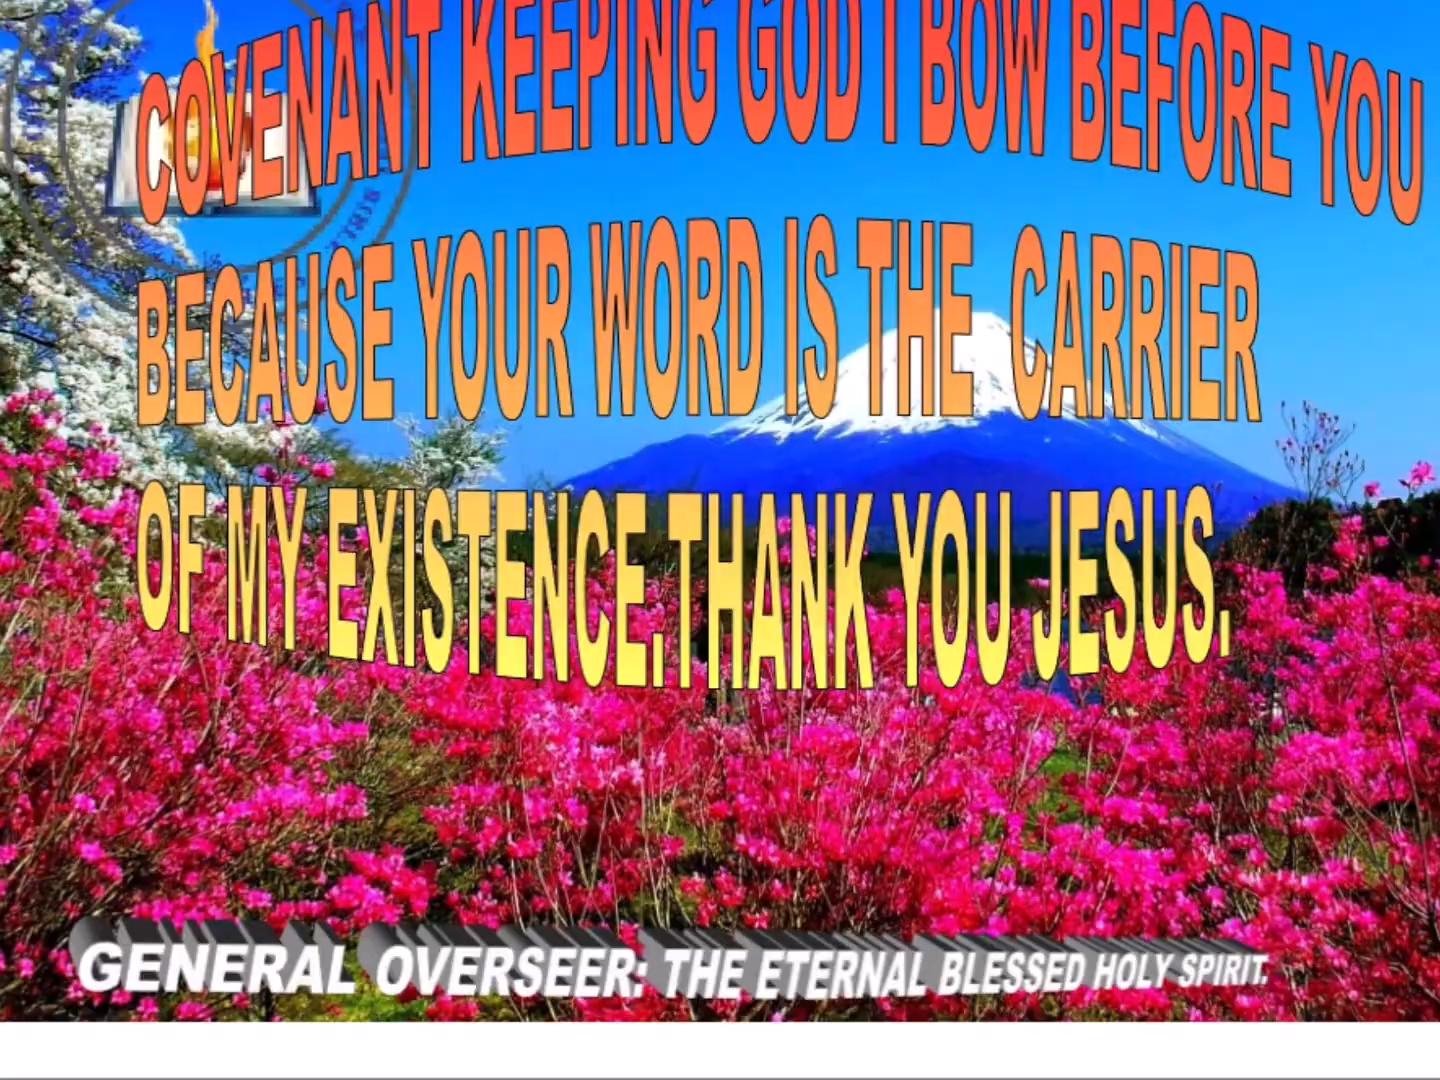 COVENANT KEEPING GOD I BOW BEFORE YOU
BECAUSE YOUR WORD IS THE CARRIER
OF MY EXISTENCE.THANK YOU JESUS.
GENERAL OVERSEER: THE ETERNAL BLESSED HOLY SPIRIT.